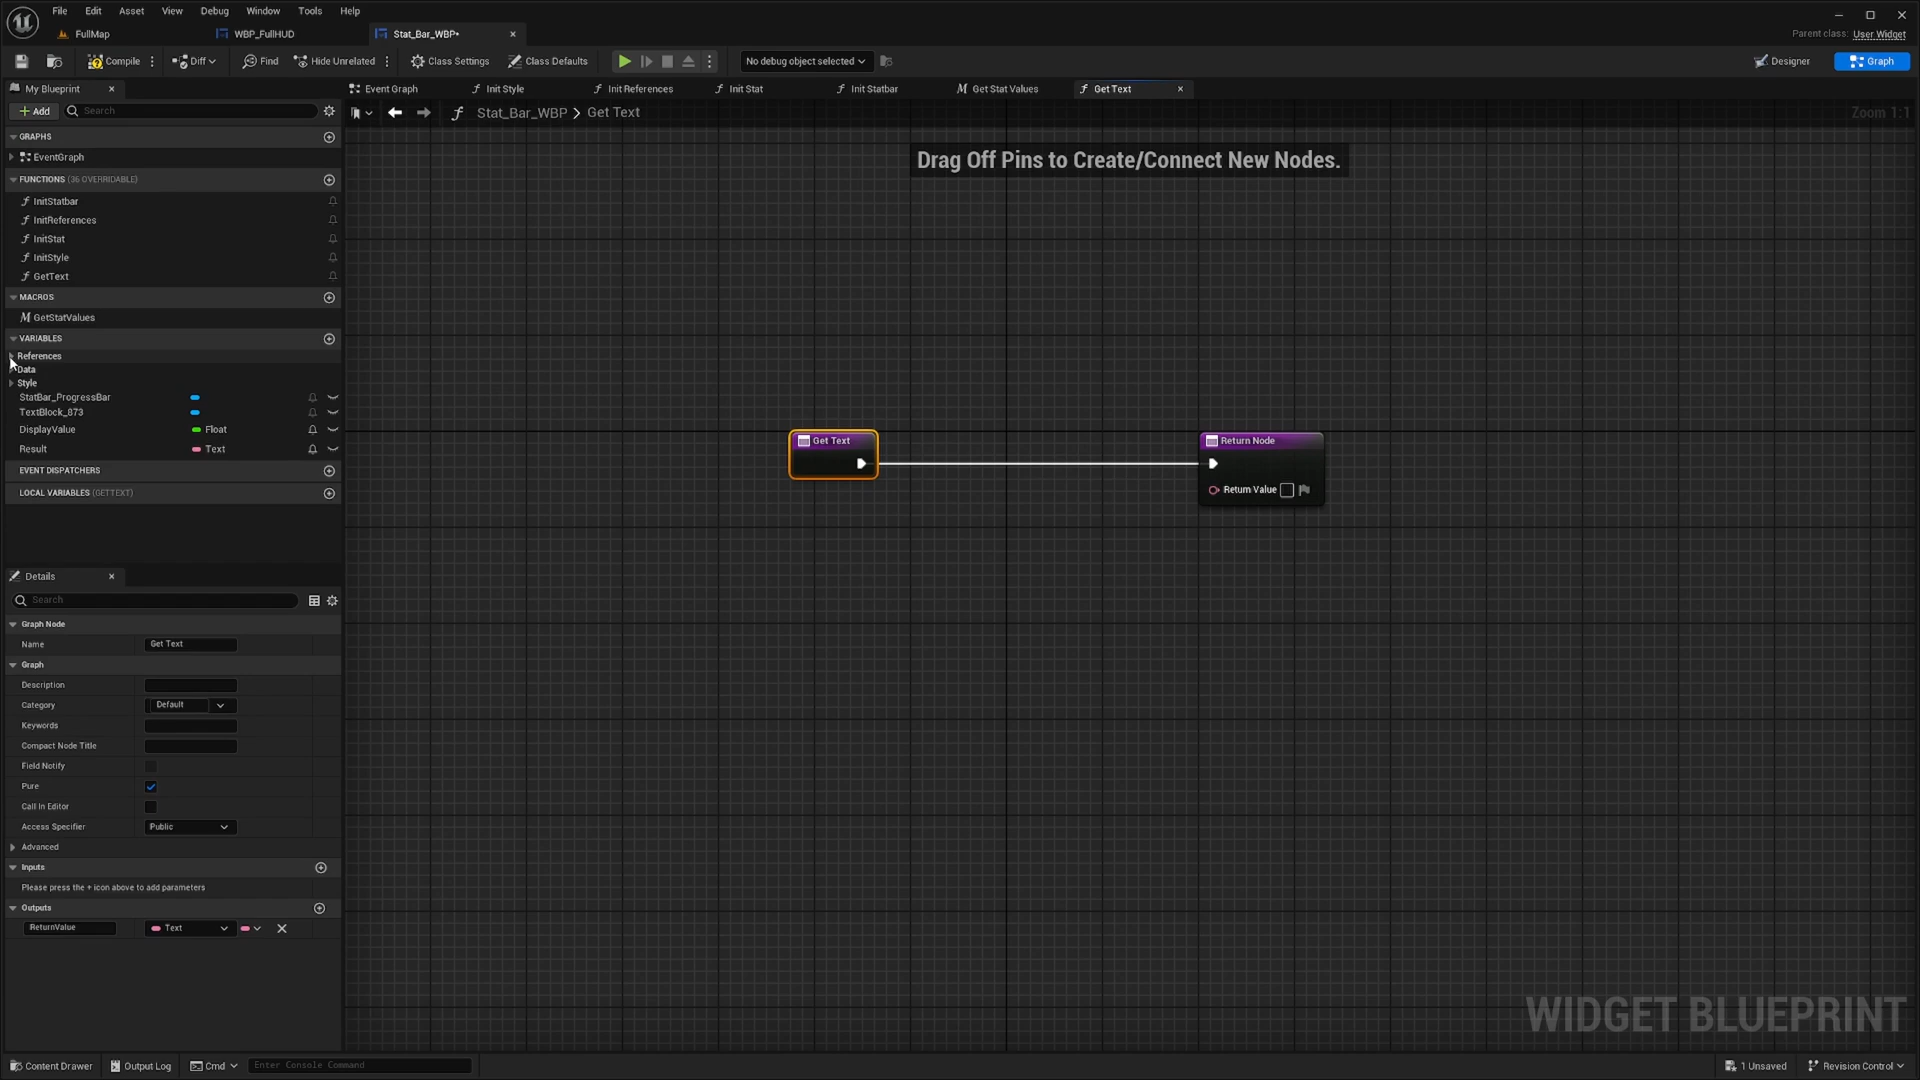 File Edit Asset View Debug Window Tools Help
FullMap WBP_FullHUD Stat_Bar_WBP•
Parent class: User Widget
Compile Diff Find Hide Unrelated Class Settings Class Defaults No debug object selected Designer Graph
My Blueprint Event Graph Init Style Init References Init Stat Init Statbar Get Stat Values Get Text
Add Search
Stat_Bar_WBP > Get Text Zoom 1:1
GRAPHS
EventGraph
Drag Off Pins to Create/Connect New Nodes.
FUNCTIONS (36 OVERRIDABLE)
InitStatbar
InitReferences
InitStat
InitStyle
GetText
MACROS
GetStatValues
VARIABLES
References
Data
Style
StatBar_ProgressBar
TextBlock_873
DisplayValue Float
Result Text
EVENT DISPATCHERS
LOCAL VARIABLES (GETTEXT)
Get Text
Return Node
Return Value
Details
Search
Graph Node
Name Get Text
Graph
Description
Category Default
Keywords
Compact Node Title
Field Notify
Pure
Call In Editor
Access Specifier Public
Advanced
Inputs
Please press the + icon above to add parameters
Outputs
ReturnValue Text
WIDGET BLUEPRINT
Content Drawer Output Log Cmd Enter Console Command 1 Unsaved Revision Control